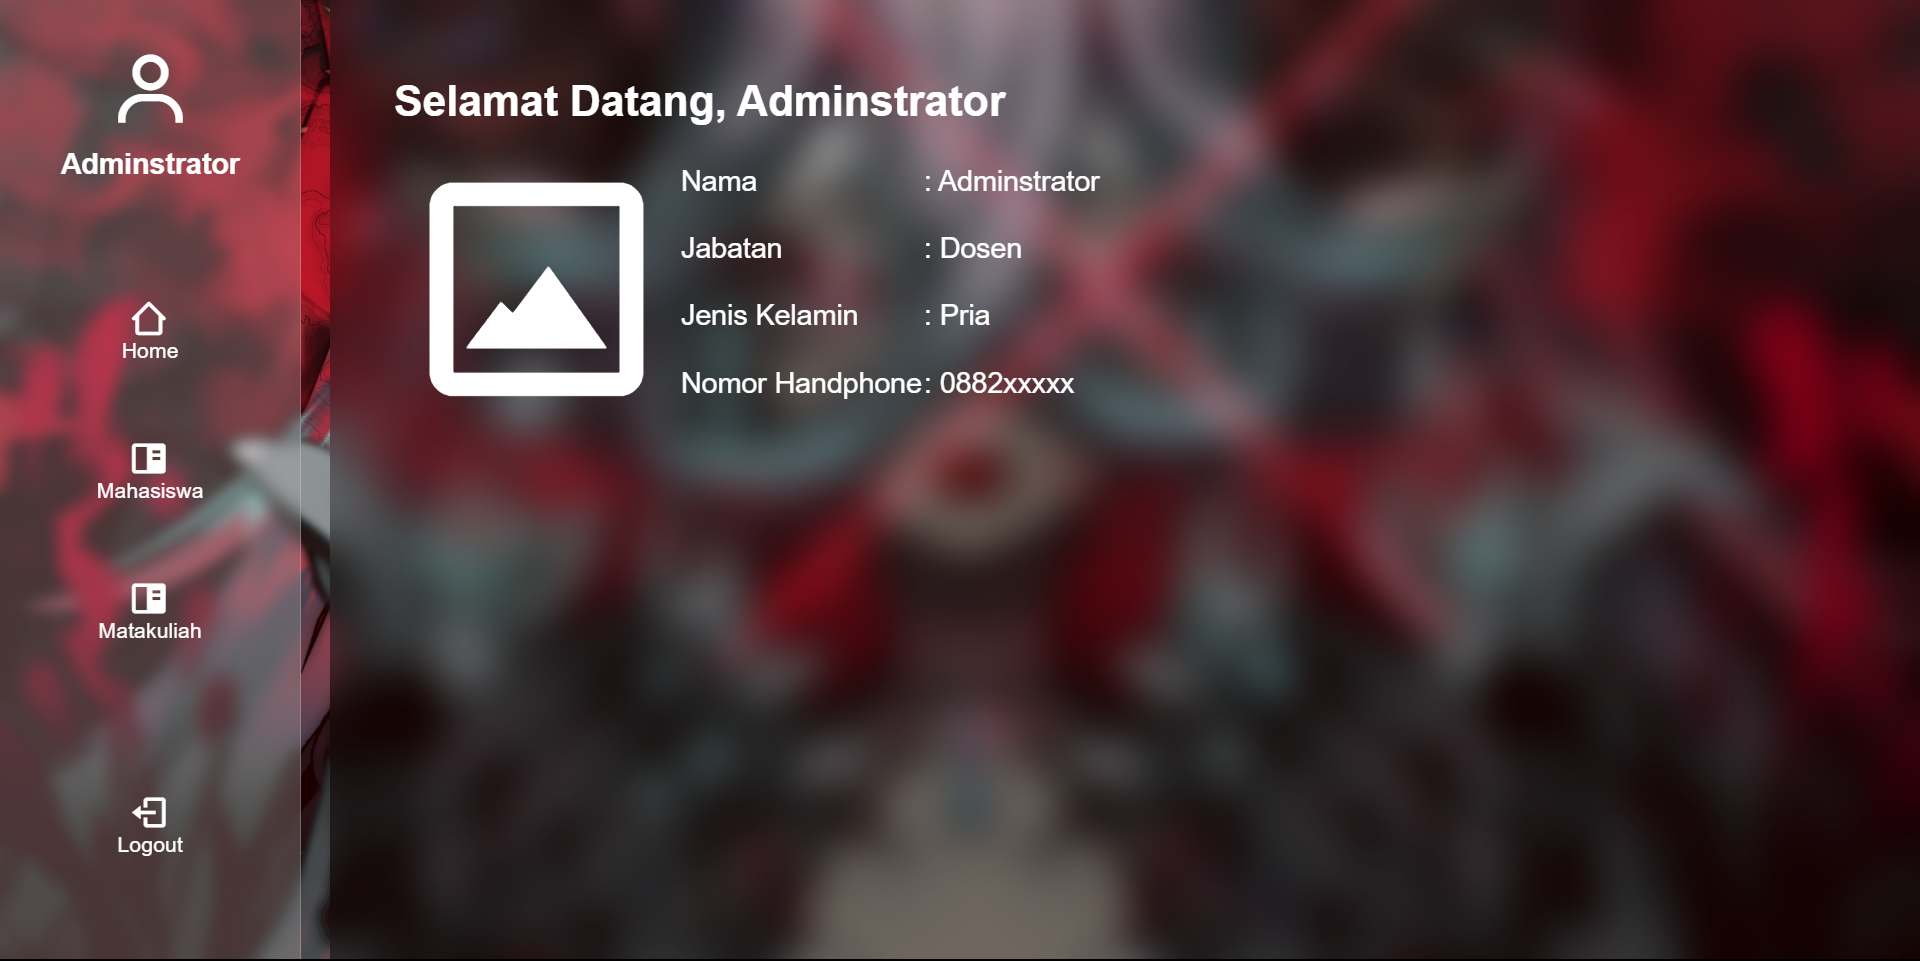 Adminstrator
Home
Mahasiswa
Matakuliah
Logout
Selamat Datang, Adminstrator
Nama : Adminstrator
Jabatan : Dosen
Jenis Kelamin : Pria
Nomor Handphone : 0882xxxxx